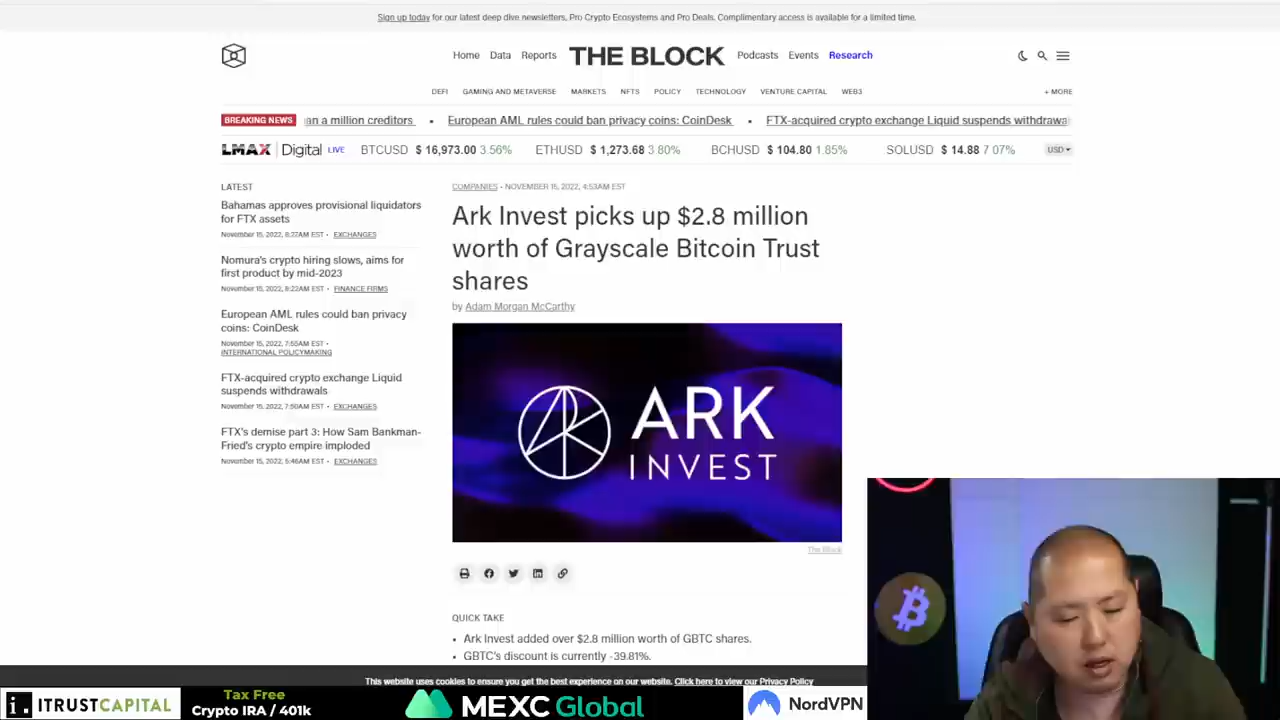 Sign up today for our latest deep dive newsletters, Pro Crypto Ecosystems and Pro Deals. Complimentary access is available for a limited time.
Home Data Reports THE BLOCK Podcasts Events Research
DEFI GAMING AND METAVERSE MARKETS NFTS POLICY TECHNOLOGY VENTURE CAPITAL WEB3 + MORE
BREAKING NEWS an a million creditors • European AML rules could ban privacy coins: CoinDesk • FTX-acquired crypto exchange Liquid suspends withdrawa
LMAX Digital LIVE BTCUSD $ 16,973.00 3.56% ETHUSD $ 1,273.68 3.80% BCHUSD $ 104.80 1.85% SOLUSD $ 14.88 7.07% USD
LATEST
Bahamas approves provisional liquidators
for FTX assets
November 15, 2022, 8:27AM EST • EXCHANGES
Nomura's crypto hiring slows, aims for
first product by mid-2023
November 15, 2022, 8:22AM EST • FINANCE FIRMS
European AML rules could ban privacy
coins: CoinDesk
November 15, 2022, 7:55AM EST •
INTERNATIONAL POLICYMAKING
FTX-acquired crypto exchange Liquid
suspends withdrawals
November 15, 2022, 7:50AM EST • EXCHANGES
FTX's demise part 3: How Sam Bankman-
Fried's crypto empire imploded
November 15, 2022, 5:46AM EST • EXCHANGES
COMPANIES • NOVEMBER 15, 2022, 4:53AM EST
Ark Invest picks up $2.8 million
worth of Grayscale Bitcoin Trust
shares
by Adam Morgan McCarthy
ARK
INVEST
The Block
QUICK TAKE
• Ark Invest added over $2.8 million worth of GBTC shares.
• GBTC's discount is currently -39.81%.
This website uses cookies to ensure you get the best experience on our website. Click here to view our Privacy Policy
i. ITRUSTCAPITAL
Tax Free
Crypto IRA / 401k
MEXC Global
NordVPN